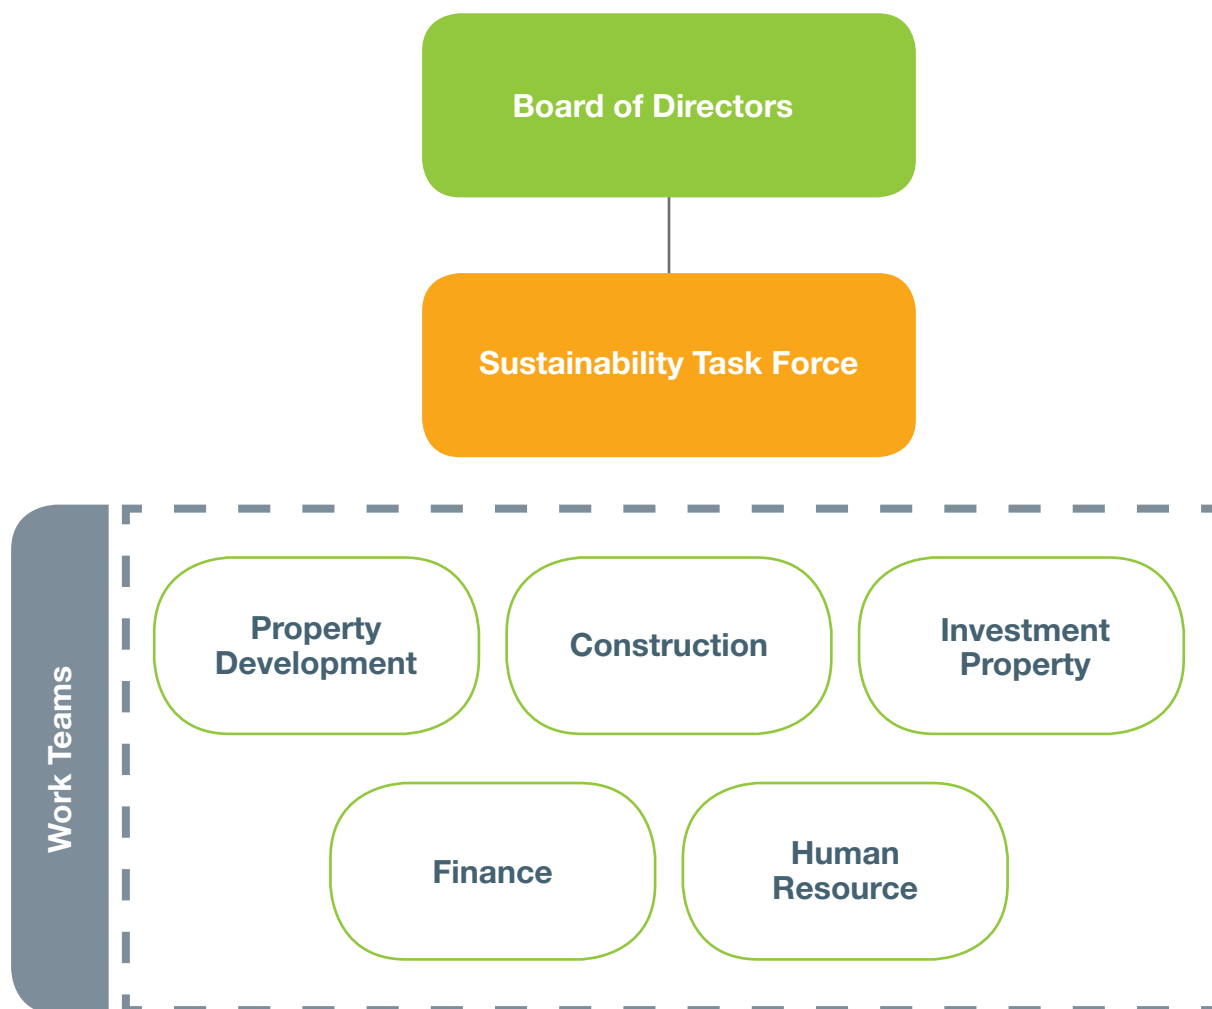 Board of Directors
Sustainability Task Force
Work Teams
Property
Development
Construction
Investment
Property
Finance
Human
Resource